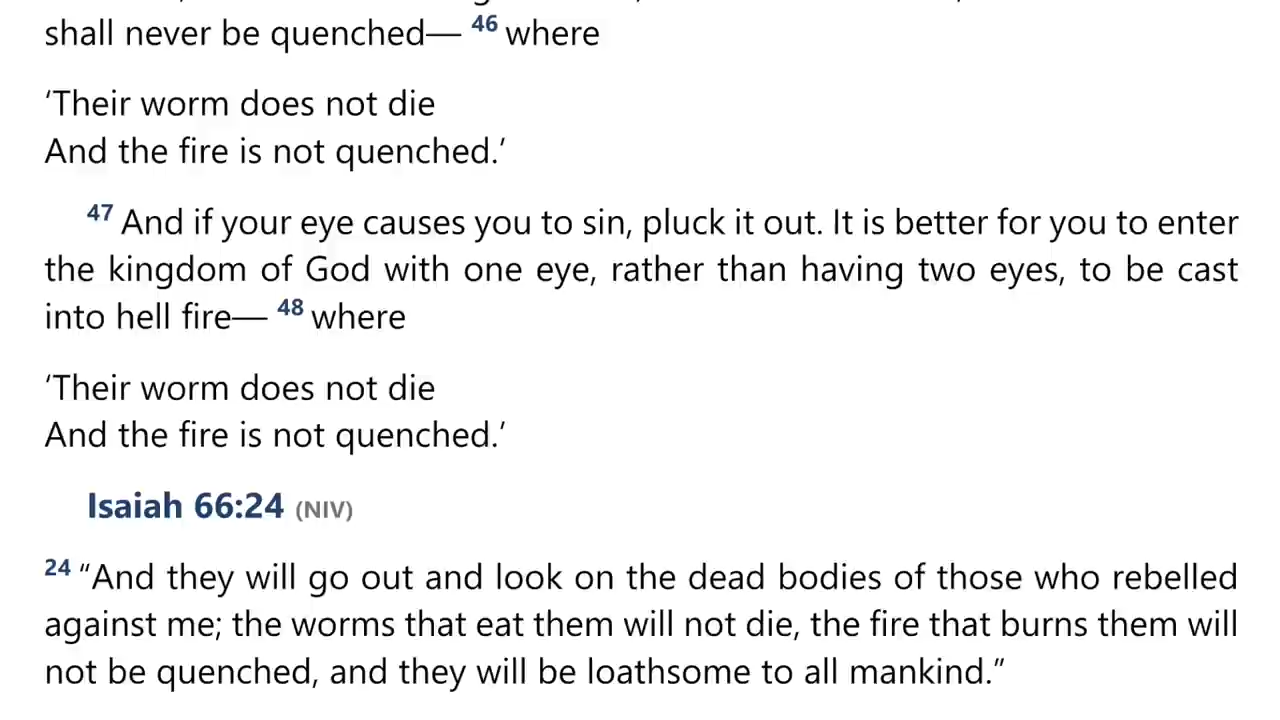 shall never be quenched— 46 where
‘Their worm does not die
And the fire is not quenched.’
47 And if your eye causes you to sin, pluck it out. It is better for you to enter
the kingdom of God with one eye, rather than having two eyes, to be cast
into hell fire— 48 where
‘Their worm does not die
And the fire is not quenched.’
Isaiah 66:24 (NIV)
24 “And they will go out and look on the dead bodies of those who rebelled
against me; the worms that eat them will not die, the fire that burns them will
not be quenched, and they will be loathsome to all mankind.”